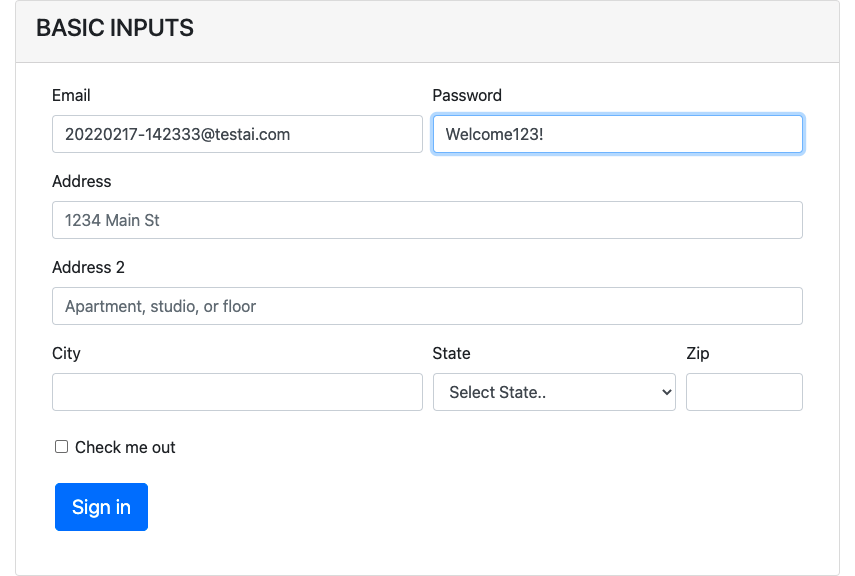 BASIC INPUTS
Email Password
20220217-142333@testai.com Welcome123!
Address
1234 Main St
Address 2
Apartment, studio, or floor
City State Zip
Select State..
Check me out
Sign in